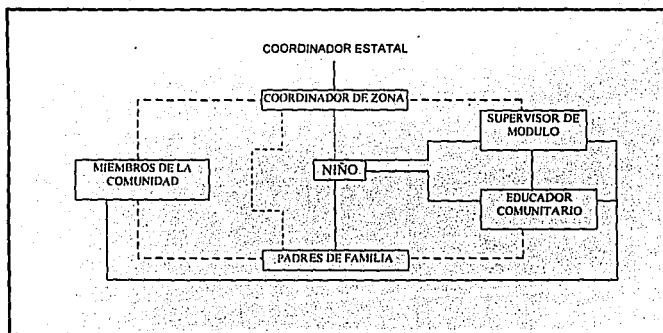 COORDINADOR ESTATAL
COORDINADOR DE ZONA
SUPERVISOR DE
MODULO
MIEMBROS DE LA
COMUNIDAD
NIÑO.
EDUCADOR
COMUNITARIO
PADRES DE FAMILIA